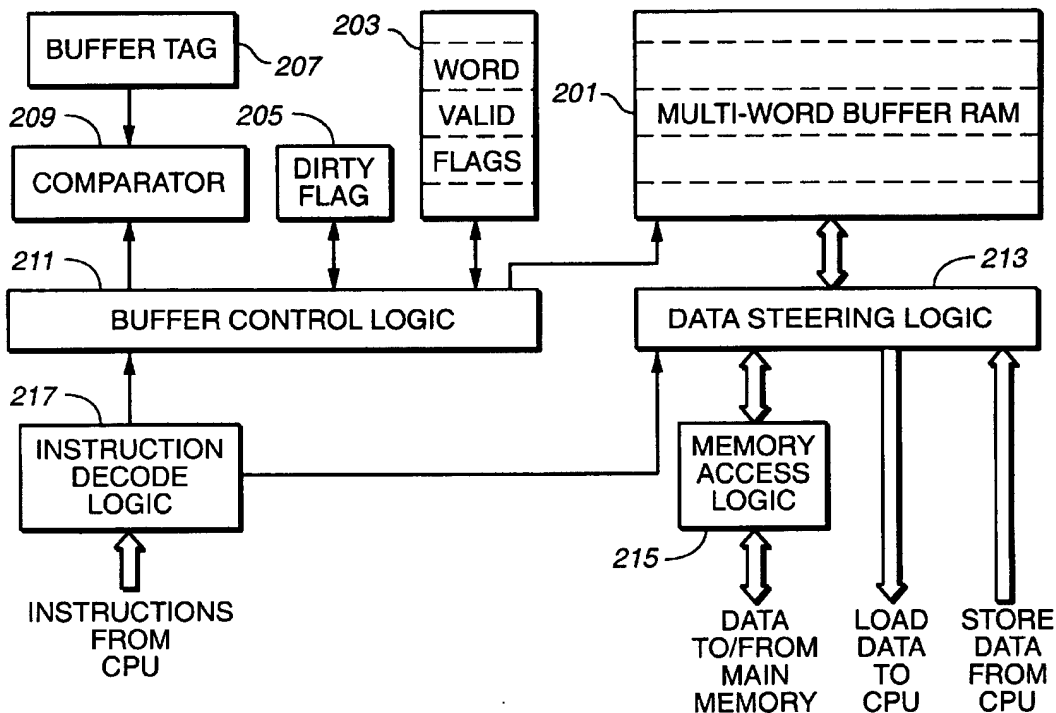 BUFFER TAG
207
203
WORD
VALID
FLAGS
201
MULTI-WORD BUFFER RAM
209
COMPARATOR
205
DIRTY
FLAG
211
BUFFER CONTROL LOGIC
213
DATA STEERING LOGIC
217
INSTRUCTION
DECODE
LOGIC
MEMORY
ACCESS
LOGIC
215
INSTRUCTIONS
FROM
CPU
DATA
TO/FROM
MAIN
MEMORY
LOAD
DATA
TO
CPU
STORE
DATA
FROM
CPU